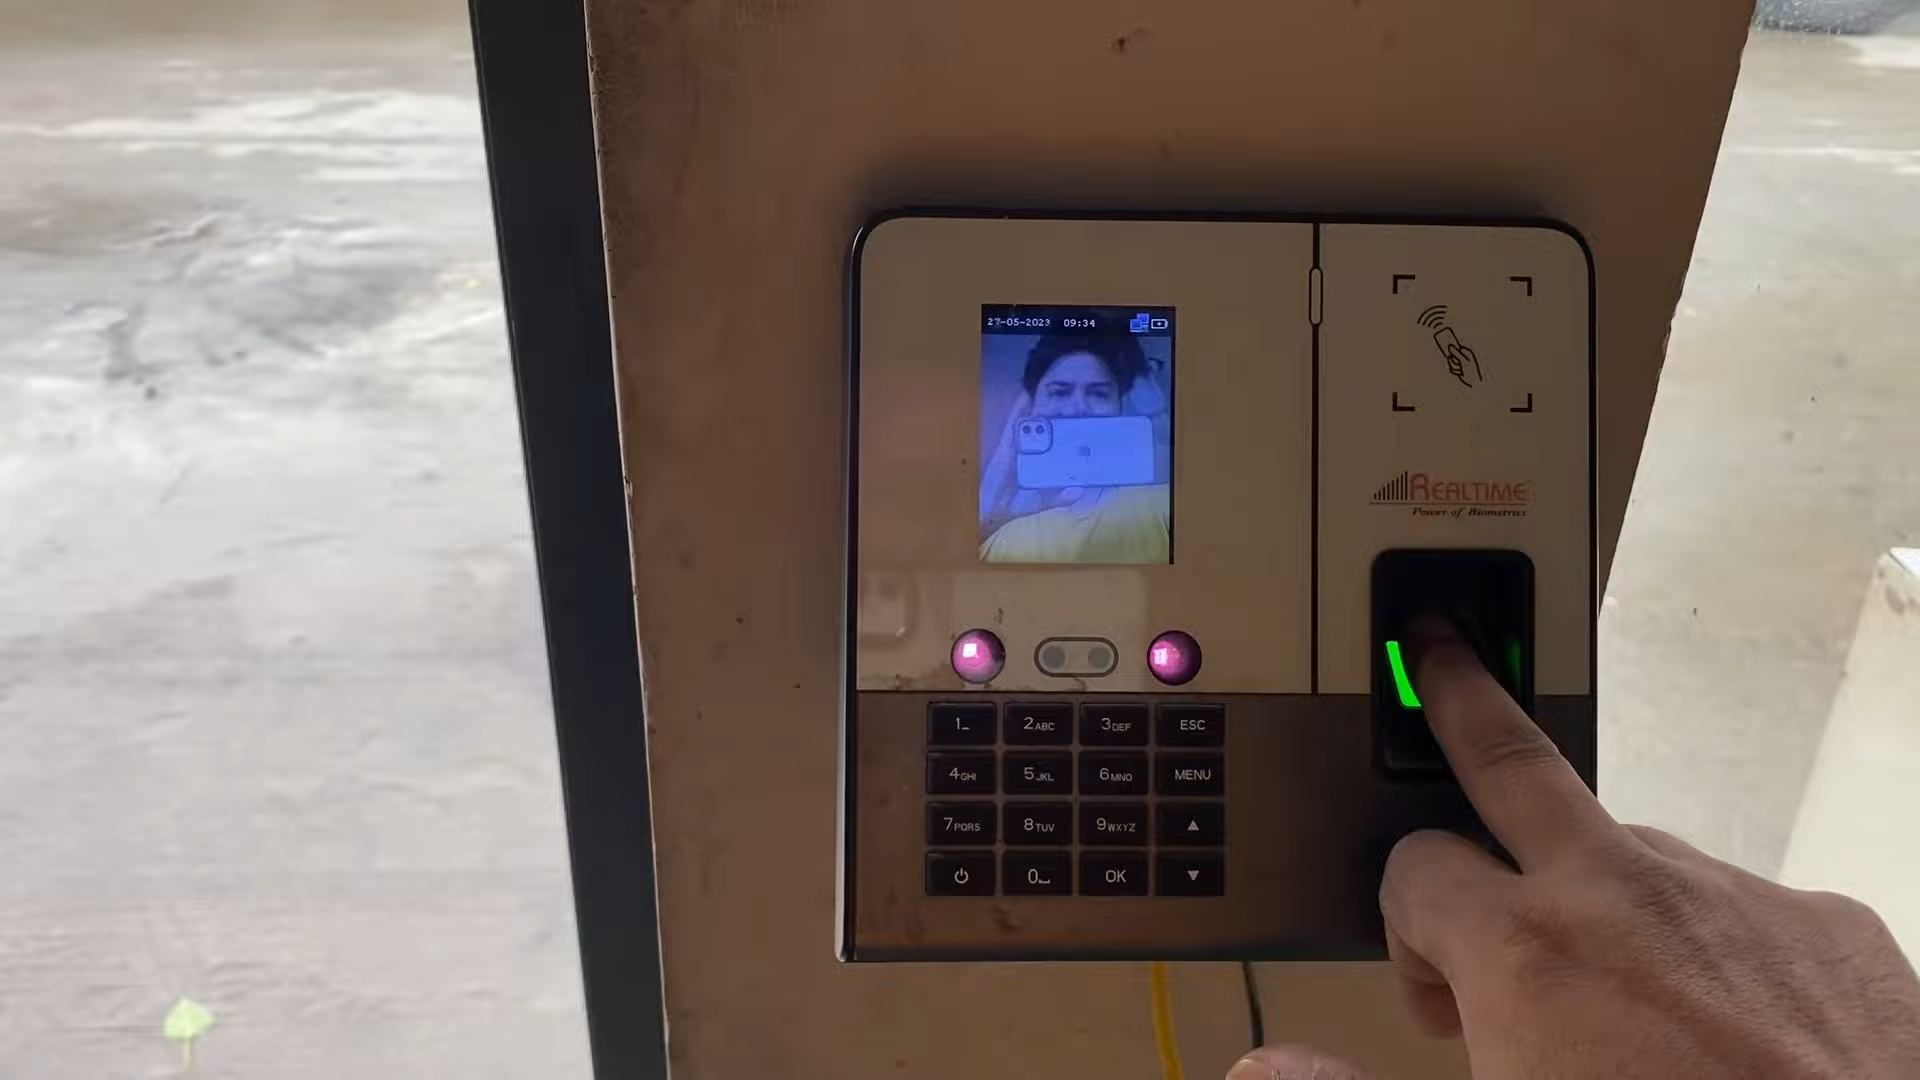 27-05-2023 09:34
REALTIME
Power of Biometrics
1_ 2ABC 3DEF ESC
4GHI 5JKL 6MNO MENU
7PQRS 8TUV 9WXYZ ▲
0⎵ OK ▼